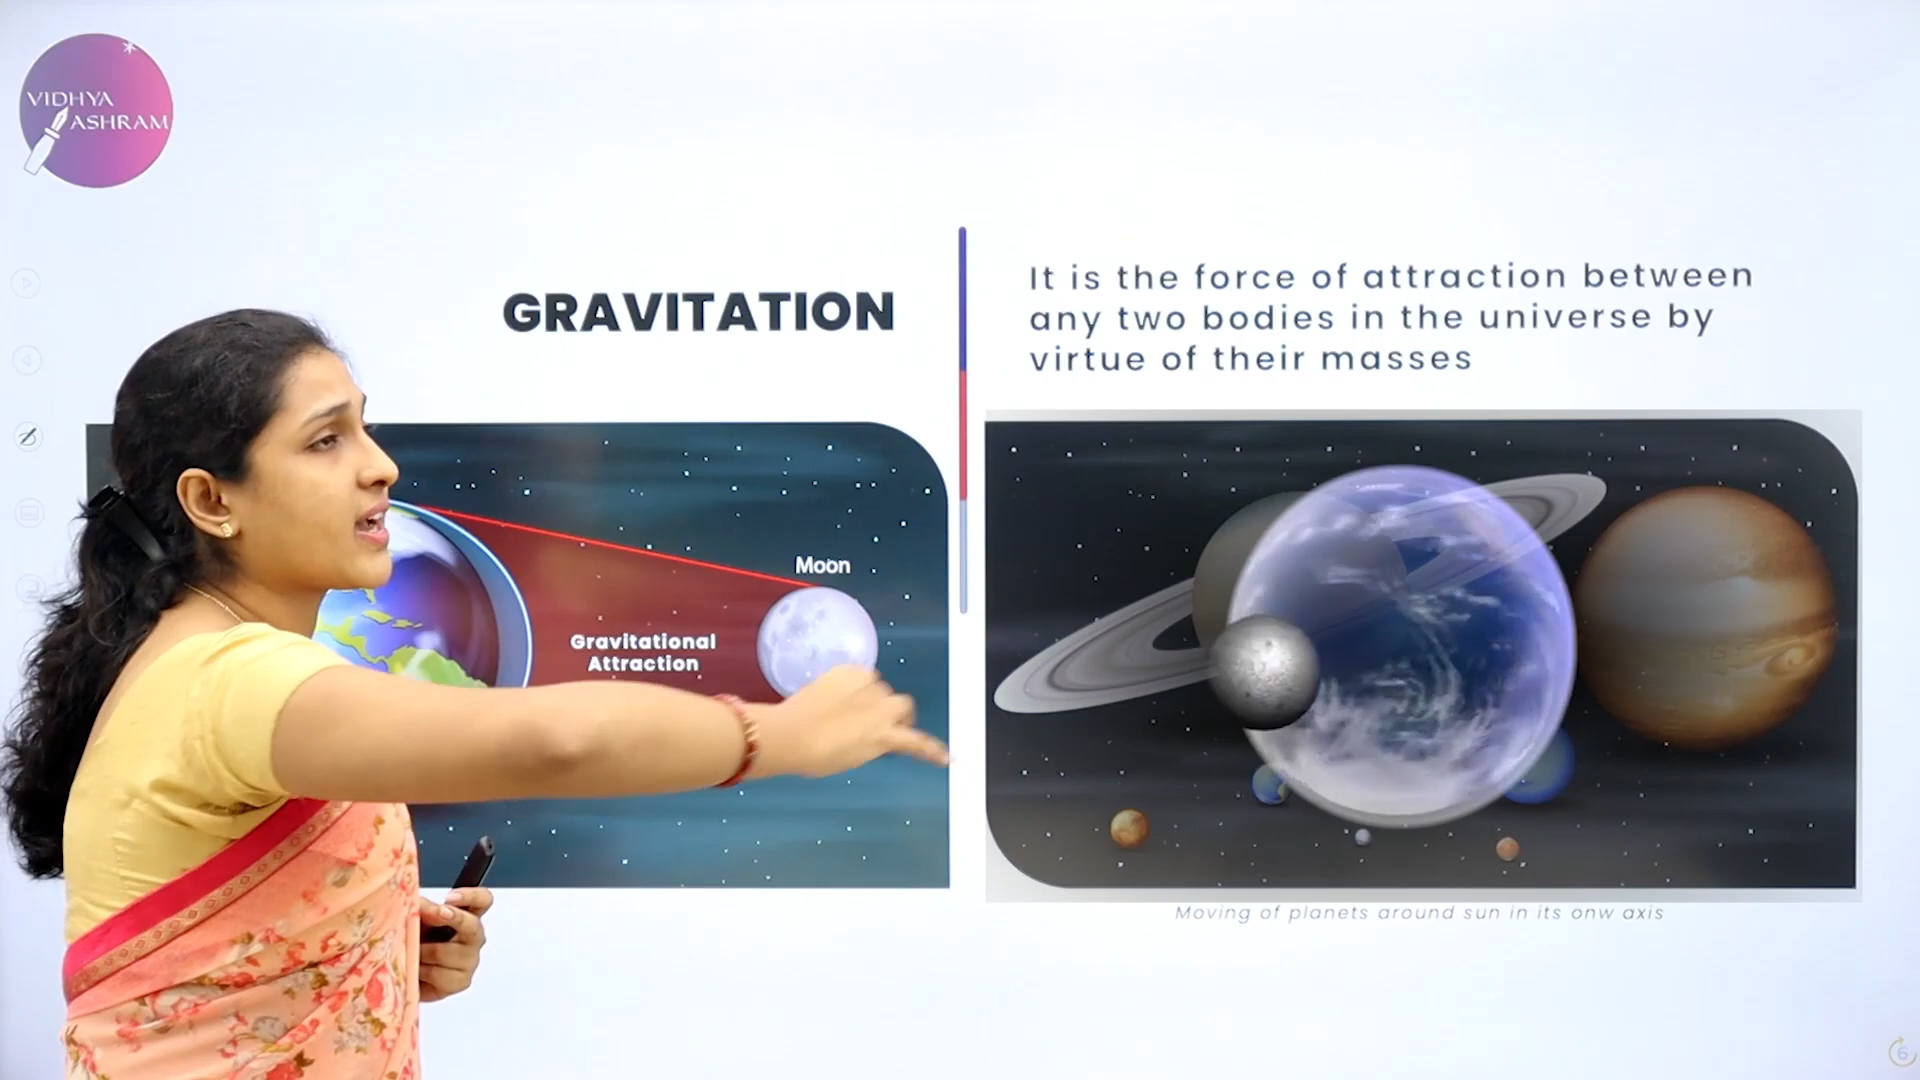 VIDHYA
ASHRAM
GRAVITATION
It is the force of attraction between
any two bodies in the universe by
virtue of their masses
Moon
Gravitational
Attraction
Moving of planets around sun in its onw axis
6